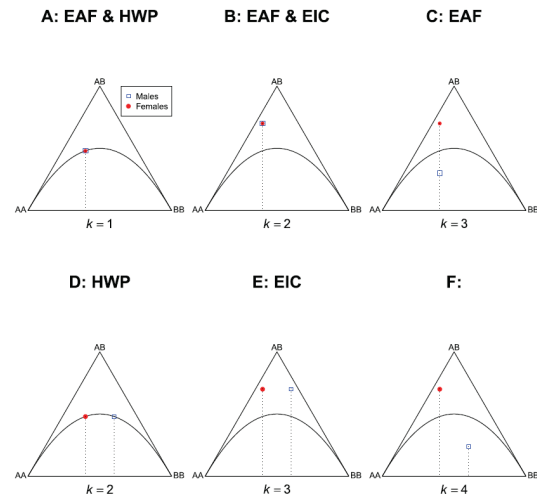 A: EAF & HWP
B: EAF & EIC
C: EAF
AB
Males
Females
AA
BB
k = 1
AB
AA
BB
k = 2
AB
AA
BB
k = 3
D: HWP
E: EIC
F:
AB
AA
BB
k = 2
AB
AA
BB
k = 3
AB
AA
BB
k = 4